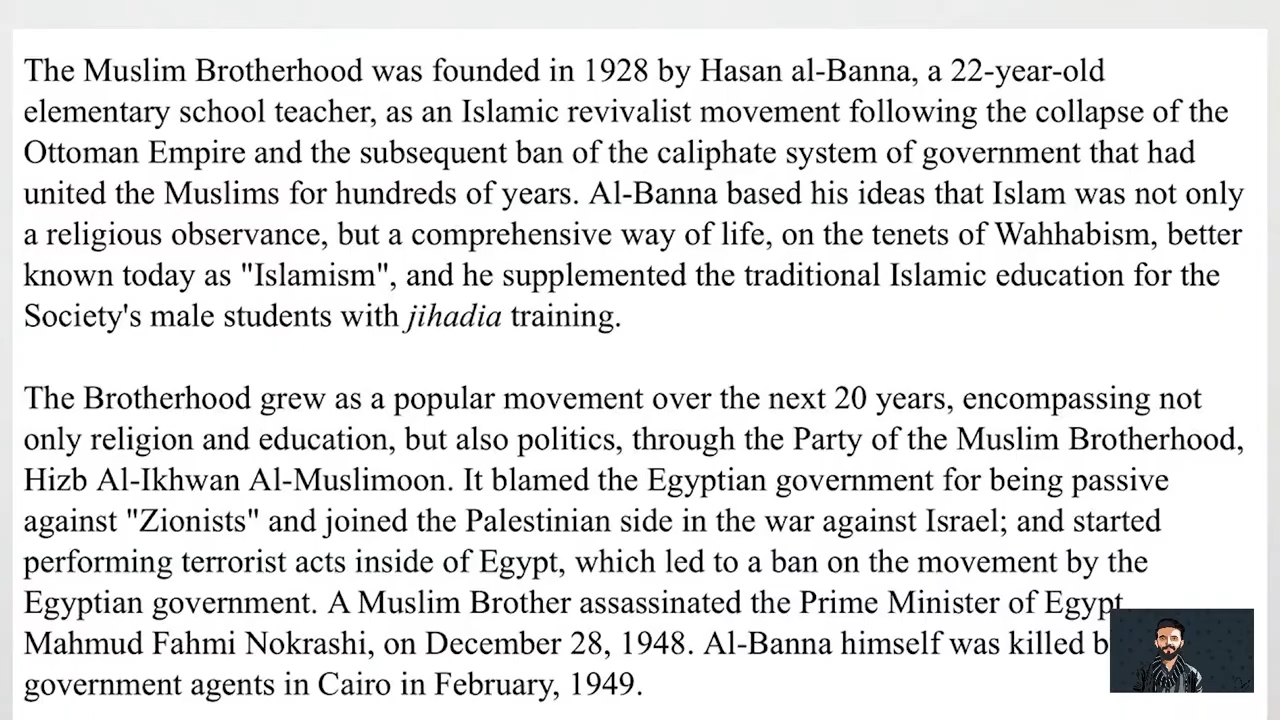 The Muslim Brotherhood was founded in 1928 by Hasan al-Banna, a 22-year-old
elementary school teacher, as an Islamic revivalist movement following the collapse of the
Ottoman Empire and the subsequent ban of the caliphate system of government that had
united the Muslims for hundreds of years. Al-Banna based his ideas that Islam was not only
a religious observance, but a comprehensive way of life, on the tenets of Wahhabism, better
known today as "Islamism", and he supplemented the traditional Islamic education for the
Society's male students with jihadia training.
The Brotherhood grew as a popular movement over the next 20 years, encompassing not
only religion and education, but also politics, through the Party of the Muslim Brotherhood,
Hizb Al-Ikhwan Al-Muslimoon. It blamed the Egyptian government for being passive
against "Zionists" and joined the Palestinian side in the war against Israel; and started
performing terrorist acts inside of Egypt, which led to a ban on the movement by the
Egyptian government. A Muslim Brother assassinated the Prime Minister of Egypt
Mahmud Fahmi Nokrashi, on December 28, 1948. Al-Banna himself was killed
government agents in Cairo in February, 1949.